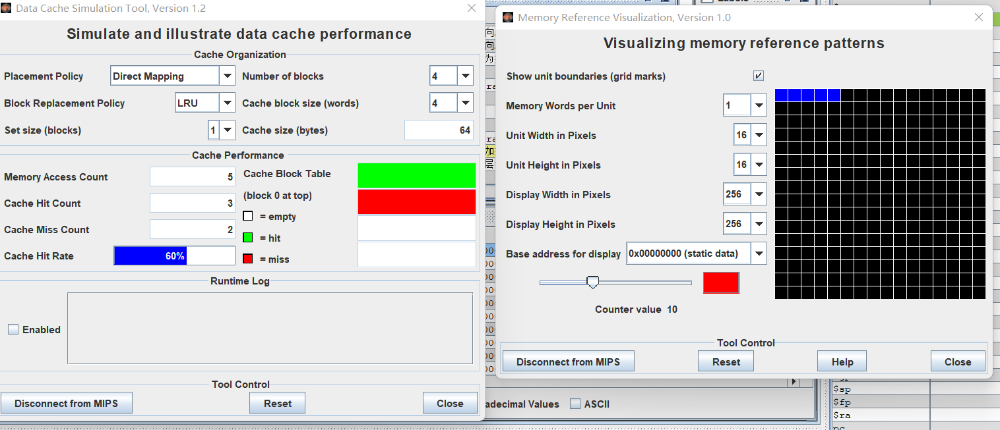 Data Cache Simulation Tool, Version 1.2
Simulate and illustrate data cache performance
Cache Organization
Placement Policy Direct Mapping Number of blocks 4
Block Replacement Policy LRU Cache block size (words) 4
Set size (blocks) 1 Cache size (bytes) 64
Cache Performance
Memory Access Count 5 Cache Block Table
(block 0 at top)
Cache Hit Count 3
= empty
Cache Miss Count 2
= hit
Cache Hit Rate 60%
= miss
Runtime Log
Enabled
Tool Control
Disconnect from MIPS Reset Close
Memory Reference Visualization, Version 1.0
Visualizing memory reference patterns
Show unit boundaries (grid marks)
Memory Words per Unit 1
Unit Width in Pixels 16
Unit Height in Pixels 16
Display Width in Pixels 256
Display Height in Pixels 256
Base address for display 0x00000000 (static data)
Counter value 10
Tool Control
Disconnect from MIPS Reset Help Close
ASCII
$sp
$fp
$ra